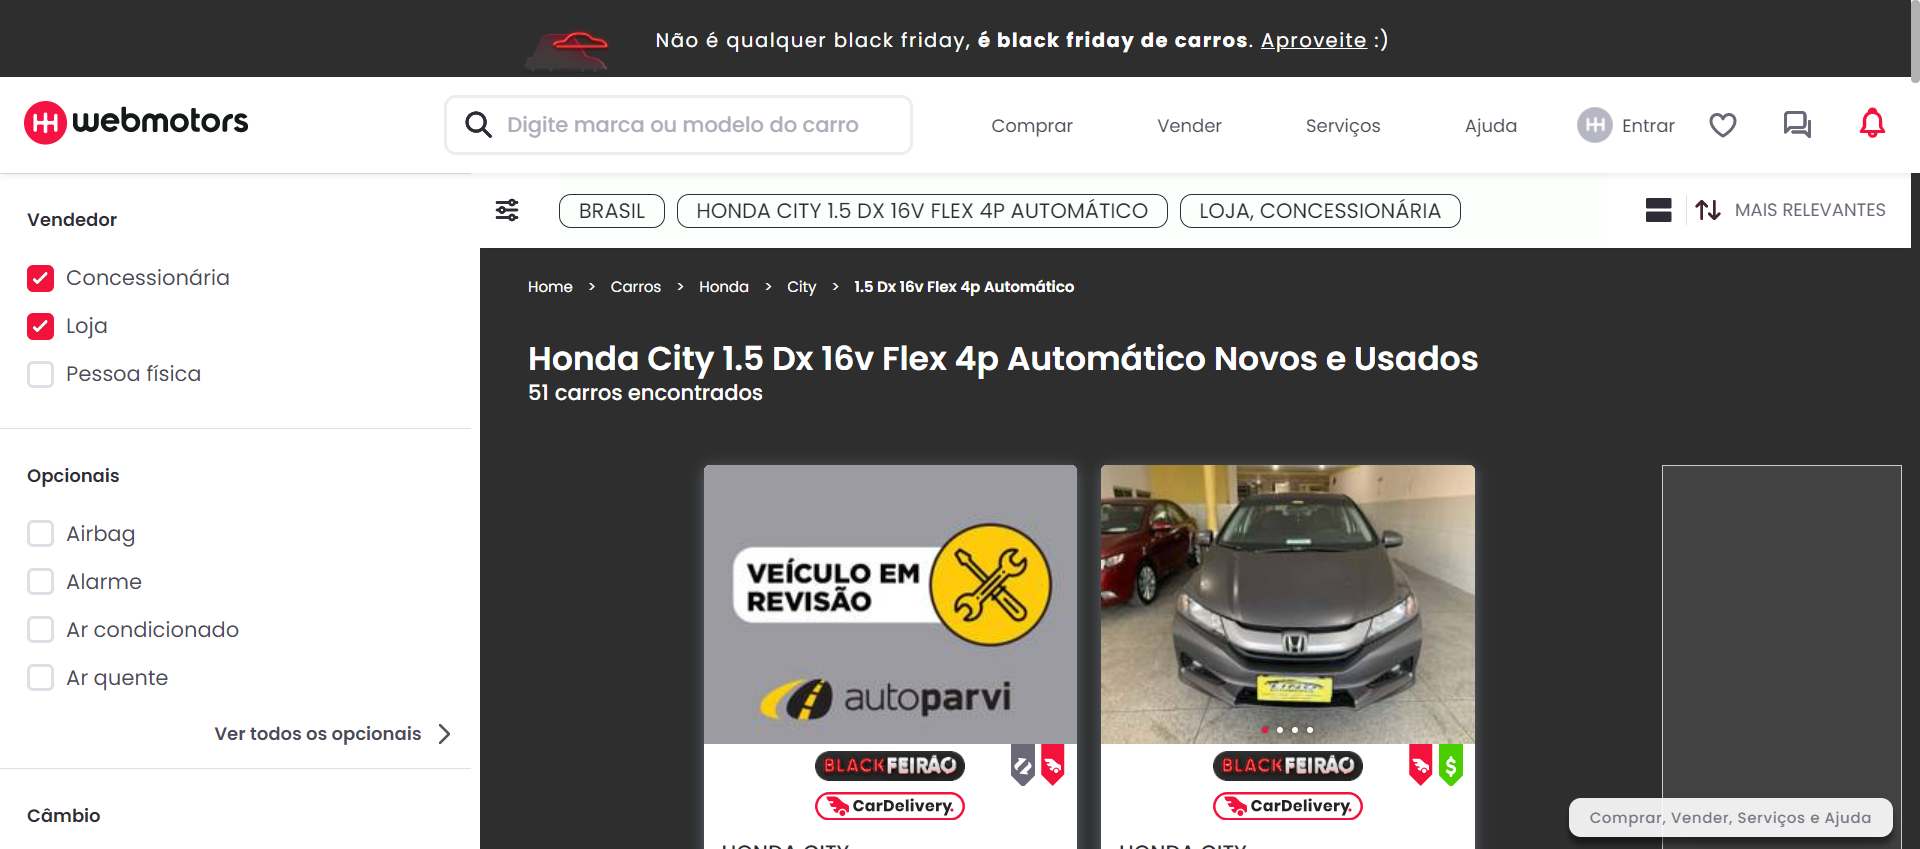 Não é qualquer black friday, é black friday de carros. Aproveite :)
webmotors
Digite marca ou modelo do carro
Comprar
Vender
Serviços
Ajuda
Entrar
Vendedor
Concessionária
Loja
Pessoa física
Opcionais
Airbag
Alarme
Ar condicionado
Ar quente
Ver todos os opcionais
Câmbio
BRASIL
HONDA CITY 1.5 DX 16V FLEX 4P AUTOMÁTICO
LOJA, CONCESSIONÁRIA
MAIS RELEVANTES
Home > Carros > Honda > City > 1.5 Dx 16v Flex 4p Automático
Honda City 1.5 Dx 16v Flex 4p Automático Novos e Usados
51 carros encontrados
VEÍCULO EM
REVISÃO
autoparvi
BLACKFEIRÃO
CarDelivery.
HONDA CITY
BLACKFEIRÃO
$
CarDelivery.
HONDA CITY
Comprar, Vender, Serviços e Ajuda